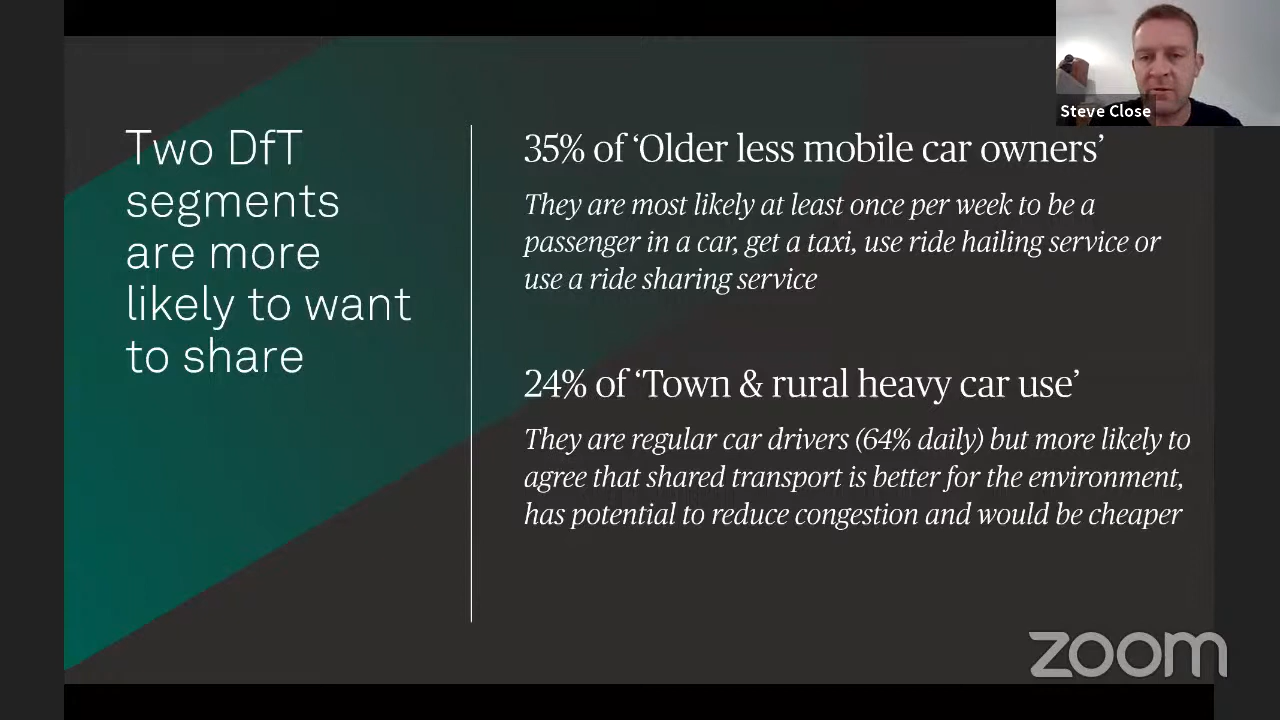 Two DfT
segments
are more
likely to want
to share
35% of ‘Older less mobile car owners’
They are most likely at least once per week to be a
passenger in a car, get a taxi, use ride hailing service or
use a ride sharing service
24% of ‘Town & rural heavy car use’
They are regular car drivers (64% daily) but more likely to
agree that shared transport is better for the environment,
has potential to reduce congestion and would be cheaper
Steve Close
zoom